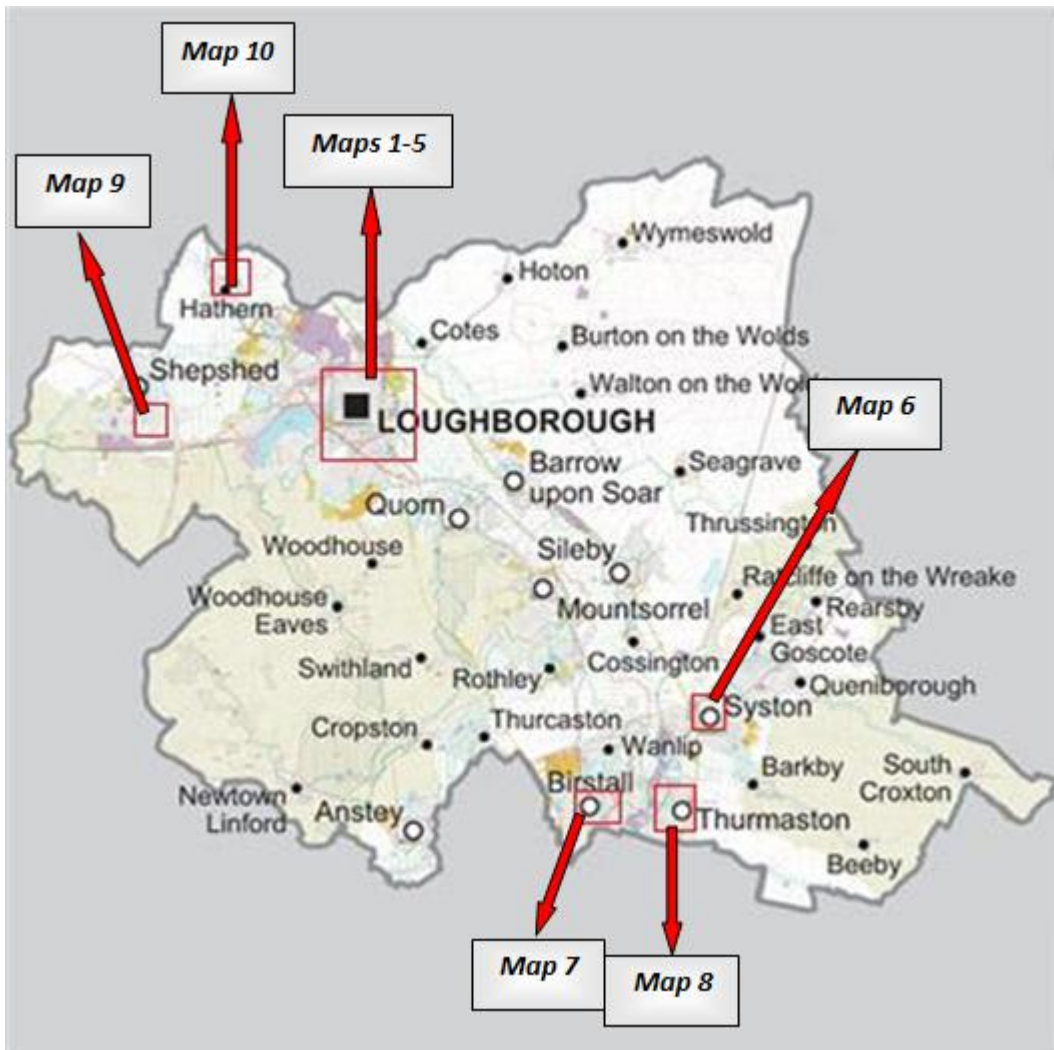 Map 10
Maps 1-5
Map 9
Wymeswold
Hoton
Hathern
Cotes
Burton on the Wolds
Shepshed
Walton on the Wold
Map 6
LOUGHBOROUGH
Barrow
upon Soar
Seagrave
Quorn
Thrussington
Sileby
Woodhouse
Ratcliffe on the Wreake
Woodhouse
Eaves
Mountsorrel
Rearsby
East
Goscote
Swithland
Cossington
Rothley
Queniborough
Syston
Cropston
Thurcaston
Wanlip
Barkby
South
Croxton
Newtown
Linford
Birstall
Anstey
Thurmaston
Beeby
Map 7
Map 8